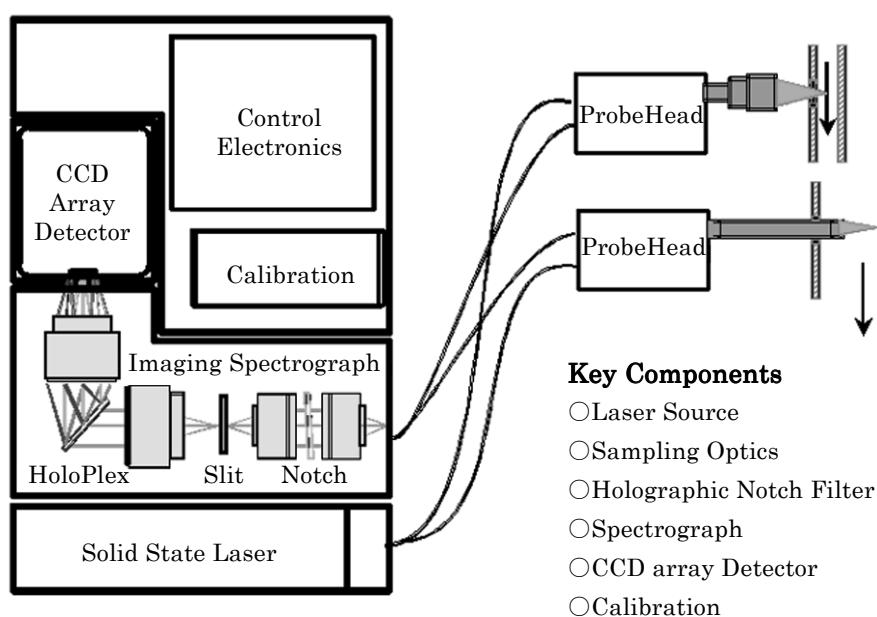 Control
Electronics
CCD
Array
Detector
Calibration
Imaging Spectrograph
HoloPlex
Slit
Notch
Solid State Laser
ProbeHead
ProbeHead
Key Components
○Laser Source
○Sampling Optics
○Holographic Notch Filter
○Spectrograph
○CCD array Detector
○Calibration